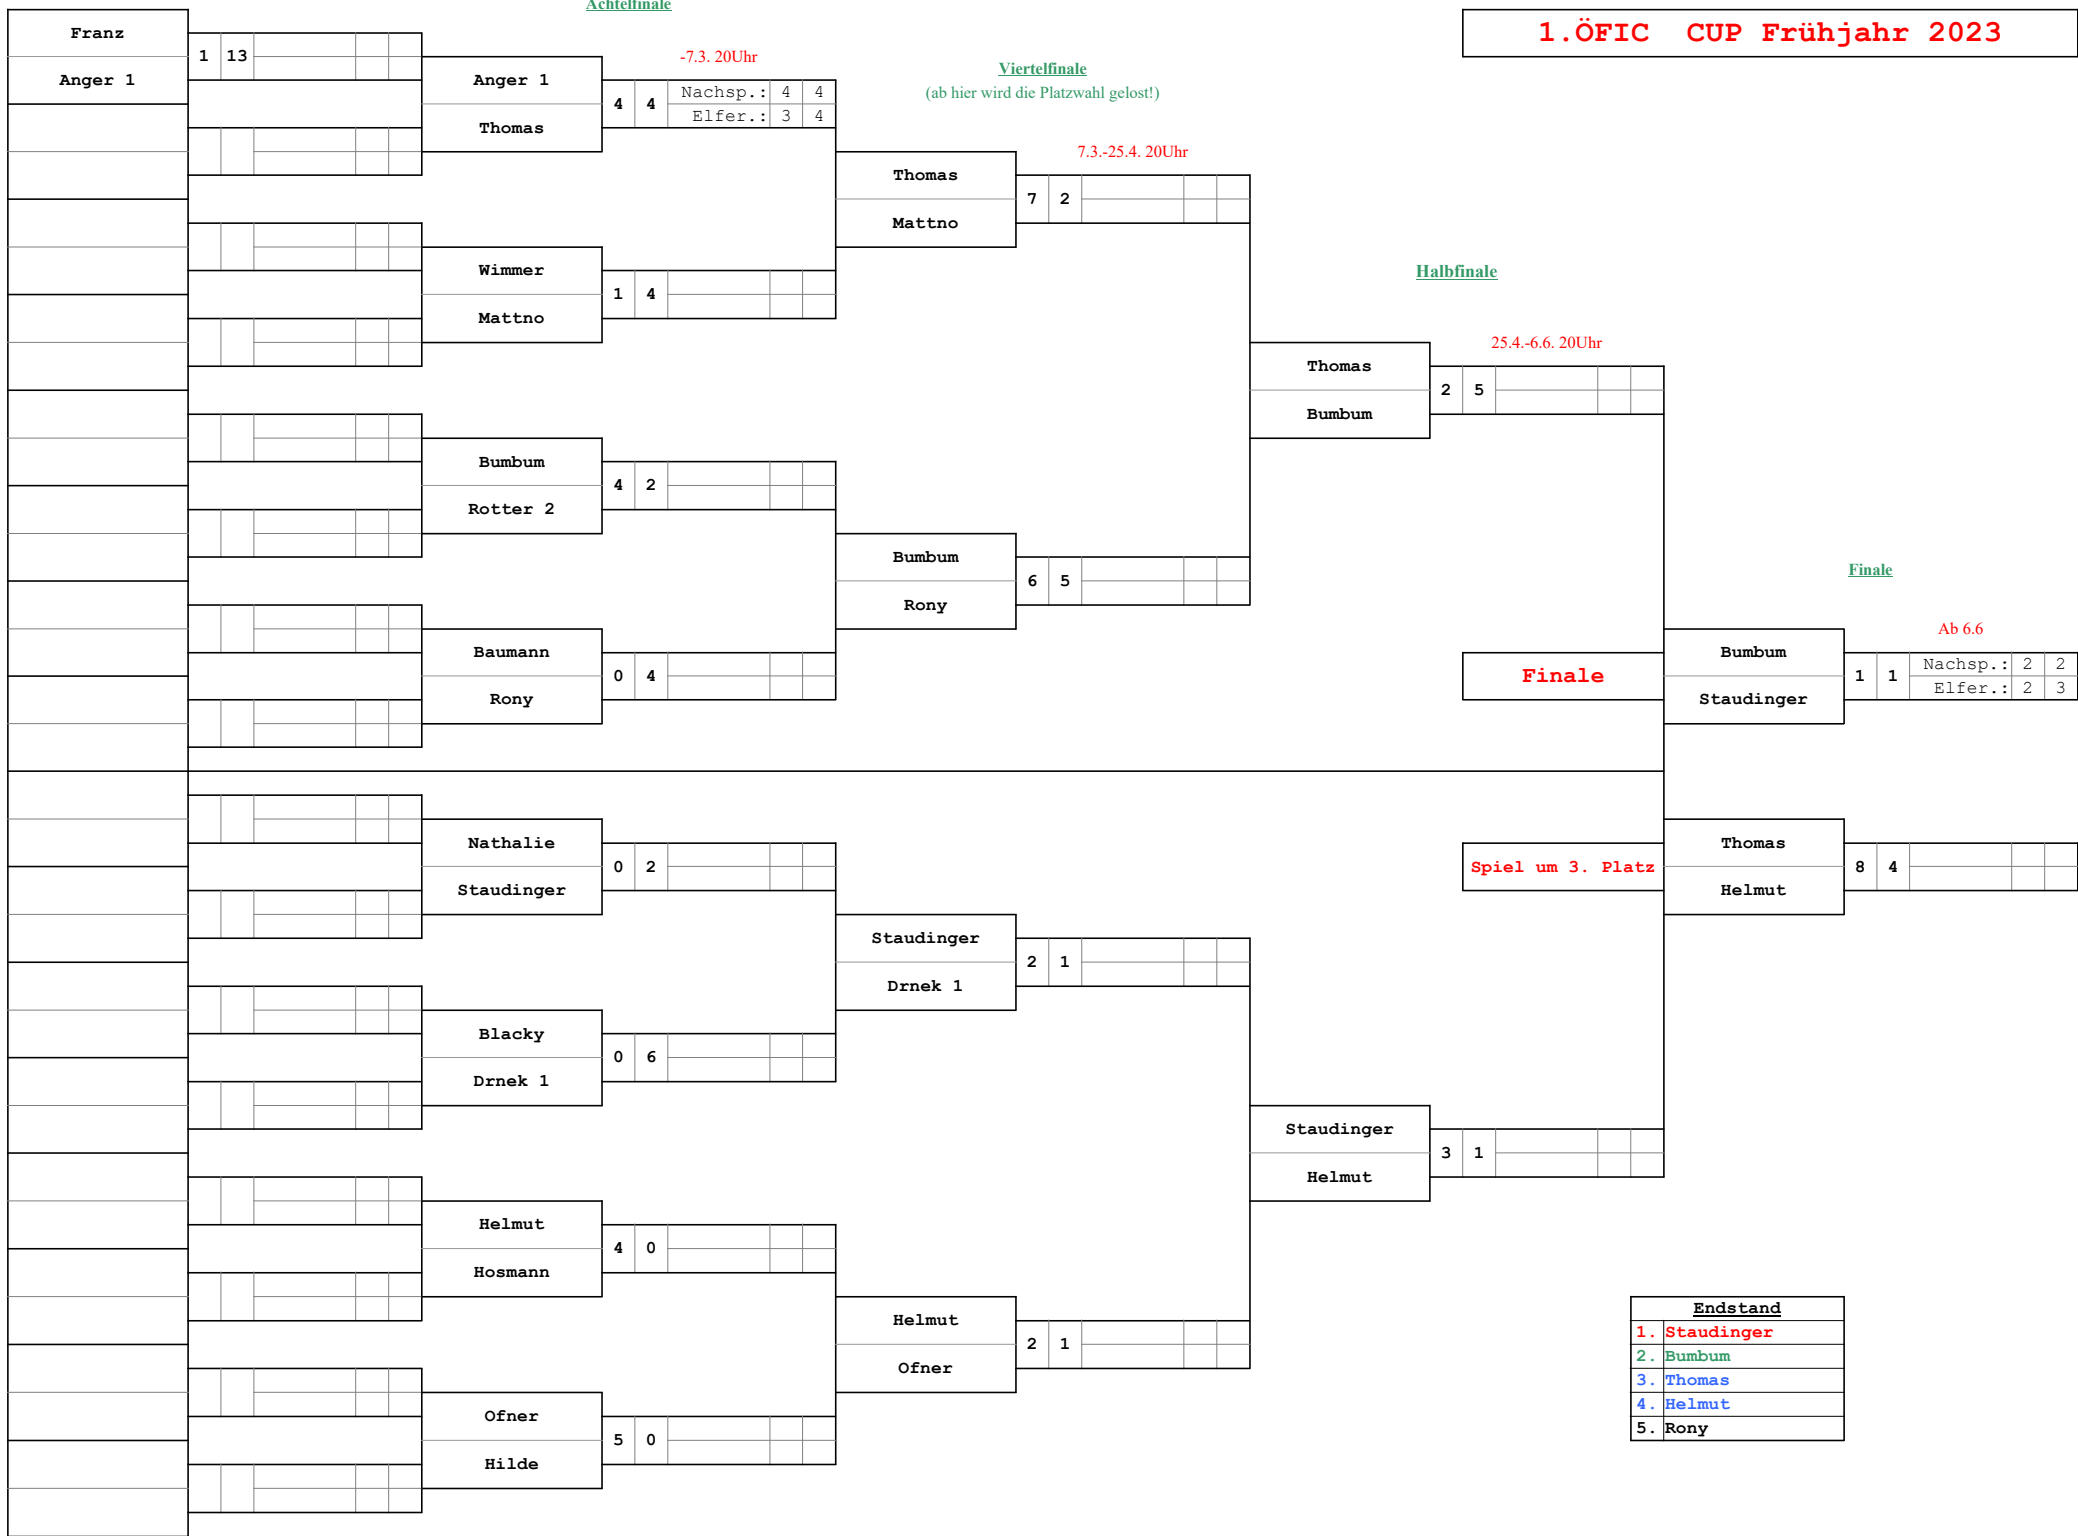 Achtelfinale
1.ÖFIC CUP Frühjahr 2023
Franz
Anger 1
1 13
-7.3. 20Uhr
Anger 1
Thomas
4 4
Nachsp.: 4 4
Elfer.: 3 4
Viertelfinale
(ab hier wird die Platzwahl gelost!)
7.3.-25.4. 20Uhr
Thomas
Mattno
7 2
Wimmer
Mattno
1 4
Halbfinale
25.4.-6.6. 20Uhr
Thomas
Bumbum
2 5
Bumbum
Rotter 2
4 2
Bumbum
Rony
6 5
Baumann
Rony
0 4
Finale
Ab 6.6
Finale
Bumbum
Staudinger
1 1
Nachsp.: 2 2
Elfer.: 2 3
Nathalie
Staudinger
0 2
Spiel um 3. Platz
Thomas
Helmut
8 4
Staudinger
Drnek 1
2 1
Blacky
Drnek 1
0 6
Staudinger
Helmut
3 1
Helmut
Hosmann
4 0
Helmut
Ofner
2 1
Ofner
Hilde
5 0
Endstand
1. Staudinger
2. Bumbum
3. Thomas
4. Helmut
5. Rony